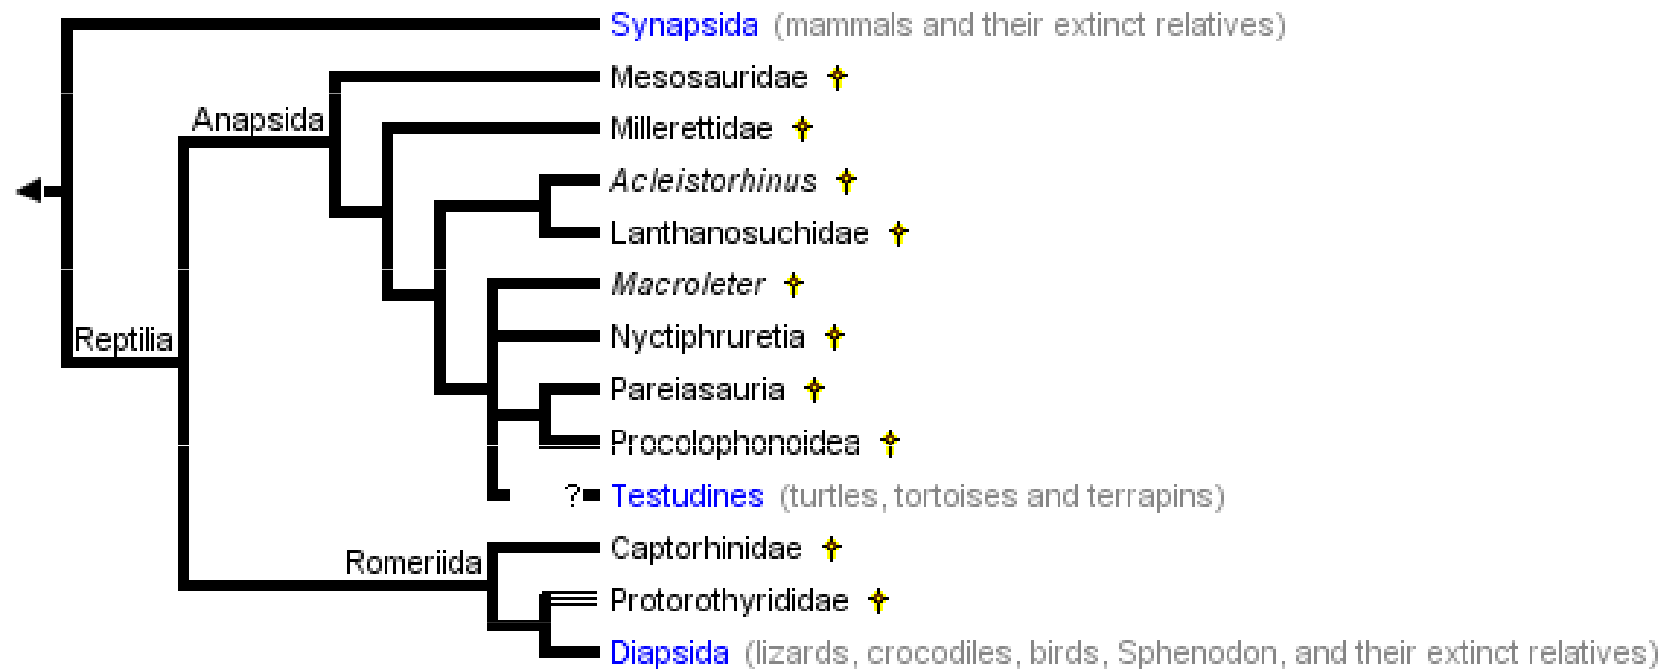 Synapsida (mammals and their extinct relatives)
Mesosauridae †
Anapsida
Millerettidae †
Acleistorhinus †
Lanthanosuchidae †
Macroleter †
Nyctiphruretia †
Reptilia
Pareiasauria †
Procolophonoidea †
? Testudines (turtles, tortoises and terrapins)
Captorhinidae †
Romeriida
Protorothyrididae †
Diapsida (lizards, crocodiles, birds, Sphenodon, and their extinct relatives)